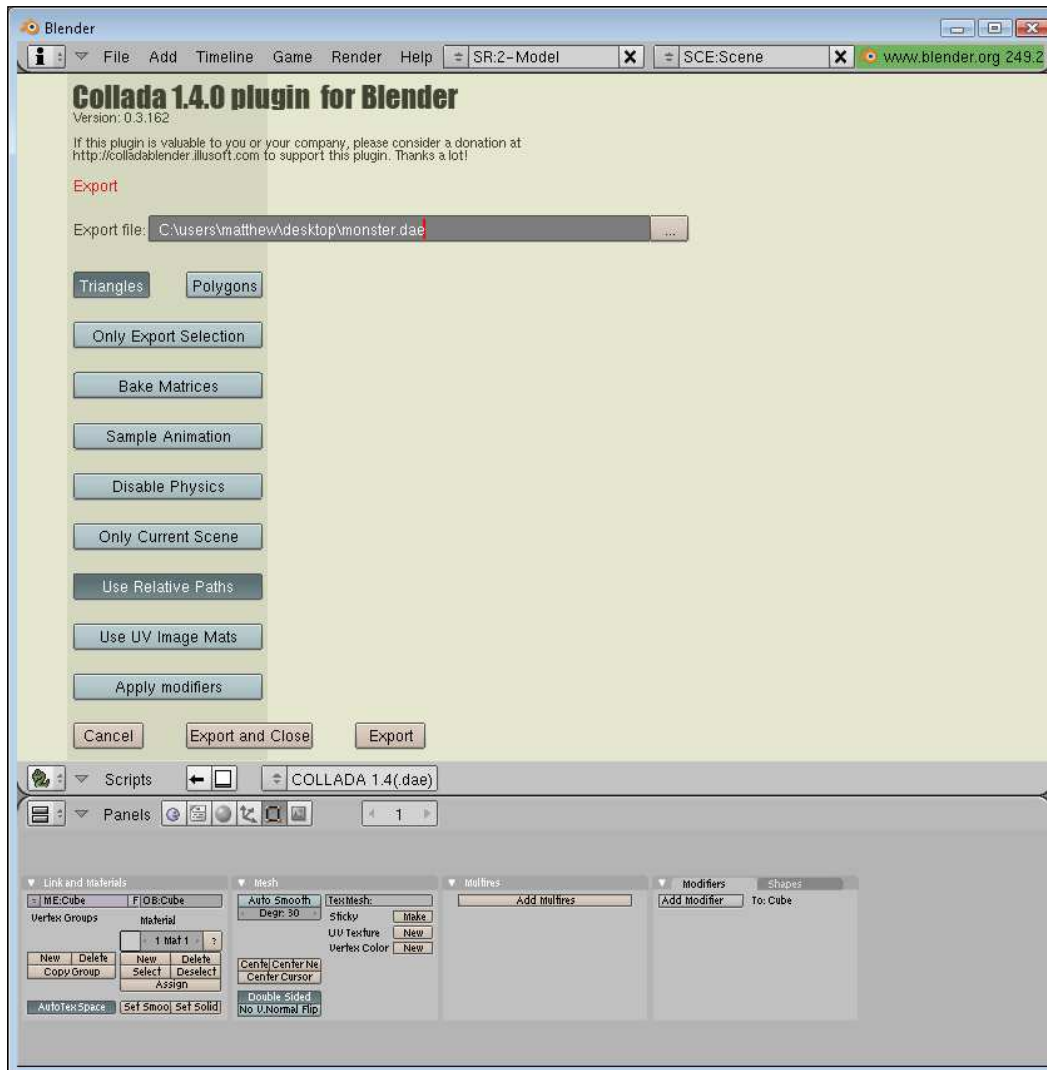 Blender
File Add Timeline Game Render Help SR:2-Model X SCE:Scene X www.blender.org 249.2
Collada 1.4.0 plugin for Blender
Version: 0.3.162
If this plugin is valuable to you or your company, please consider a donation at
http://colladablender.illusoft.com to support this plugin. Thanks a lot!
Export
Export file: C:\users\matthew\desktop\monster.dae ...
Triangles Polygons
Only Export Selection
Bake Matrices
Sample Animation
Disable Physics
Only Current Scene
Use Relative Paths
Use UV Image Mats
Apply modifiers
Cancel Export and Close Export
Scripts COLLADA 1.4(.dae)
Panels 1
Link and Materials Mesh Multires Modifiers Shapes
ME:Cube F OB:Cube Auto Smooth TexMesh: Add Multires Add Modifier To: Cube
Vertex Groups Material Degr: 30 Sticky Make
1 Mat 1 ? UV Texture New
New Delete New Delete Vertex Color New
Copy Group Select Deselect Cente Center Ne
Assign Center Cursor
AutoTexSpace Set Smoo Set Solid Double Sided
No V.Normal Flip